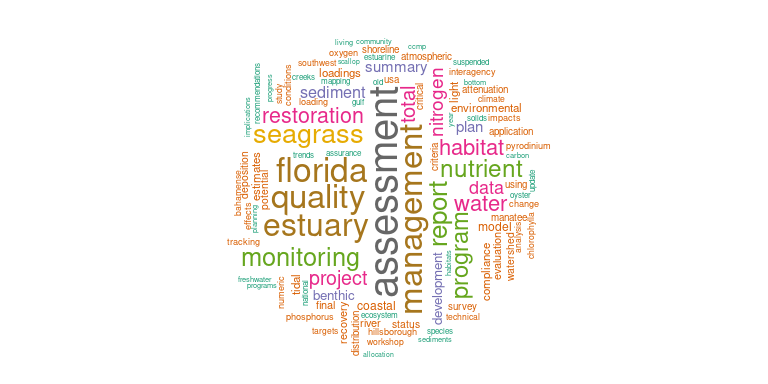 living
community
ccmp
oxygen
shoreline
estuarine
atmospheric
southwest
scallop
summary
suspended
loadings
interagency
creeks
mapping
old
usa
bottom
recommendations
progress
study
conditions
sediment
critical
light
attenuation
climate
loading
gulf
total
nitrogen
environmental
implications
restoration
year
solids
impacts
seagrass
plan
application
assessment
management
habitat
criteria
pyrodinium
trends
assurance
carbon
florida
nutrient
bahamense
deposition
estimates
potential
quality
data
using
update
oyster
effects
planning
water
change
estuary
report
program
manatee
model
analysis
chlorophyll
tracking
monitoring
development
habitats
compliance
evaluation
watershed
freshwater
programs
numeric
tidal
national
project
benthic
final
coastal
survey
phosphorus
recovery
distribution
ecosystem
river
status
technical
targets
hillsborough
species
workshop
sediments
allocation